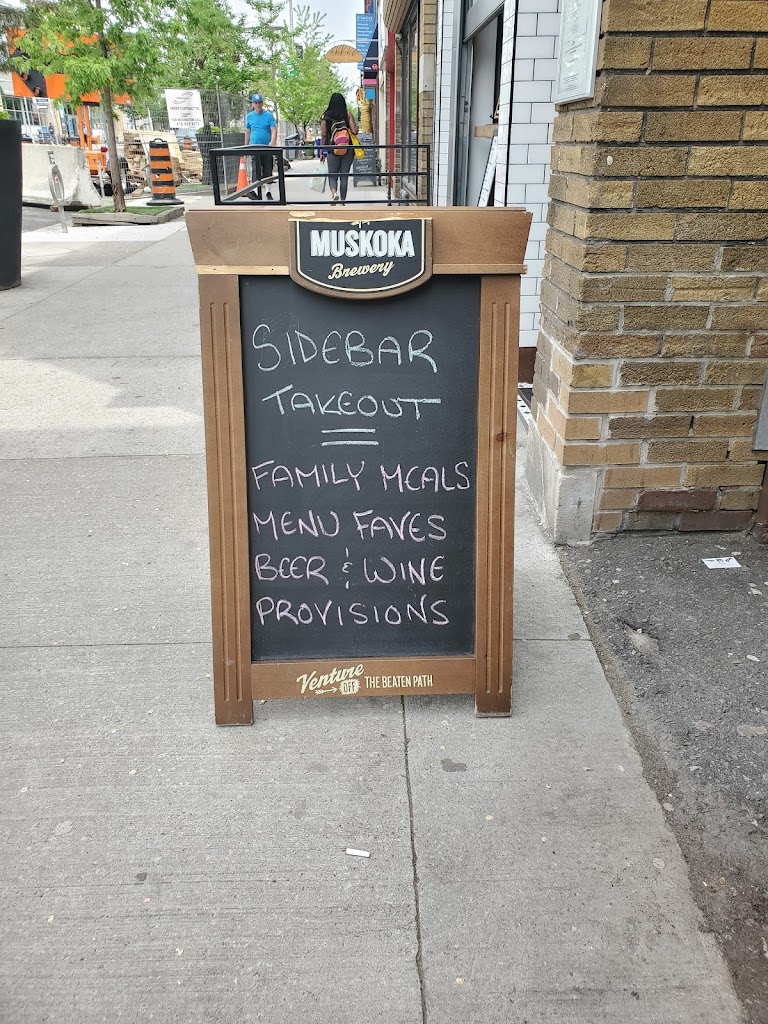 MUSKOKA
Brewery
SIDEBAR
TAKEOUT
FAMILY MEALS
MENU FAVES
BEER & WINE
PROVISIONS
Venture OFF THE BEATEN PATH